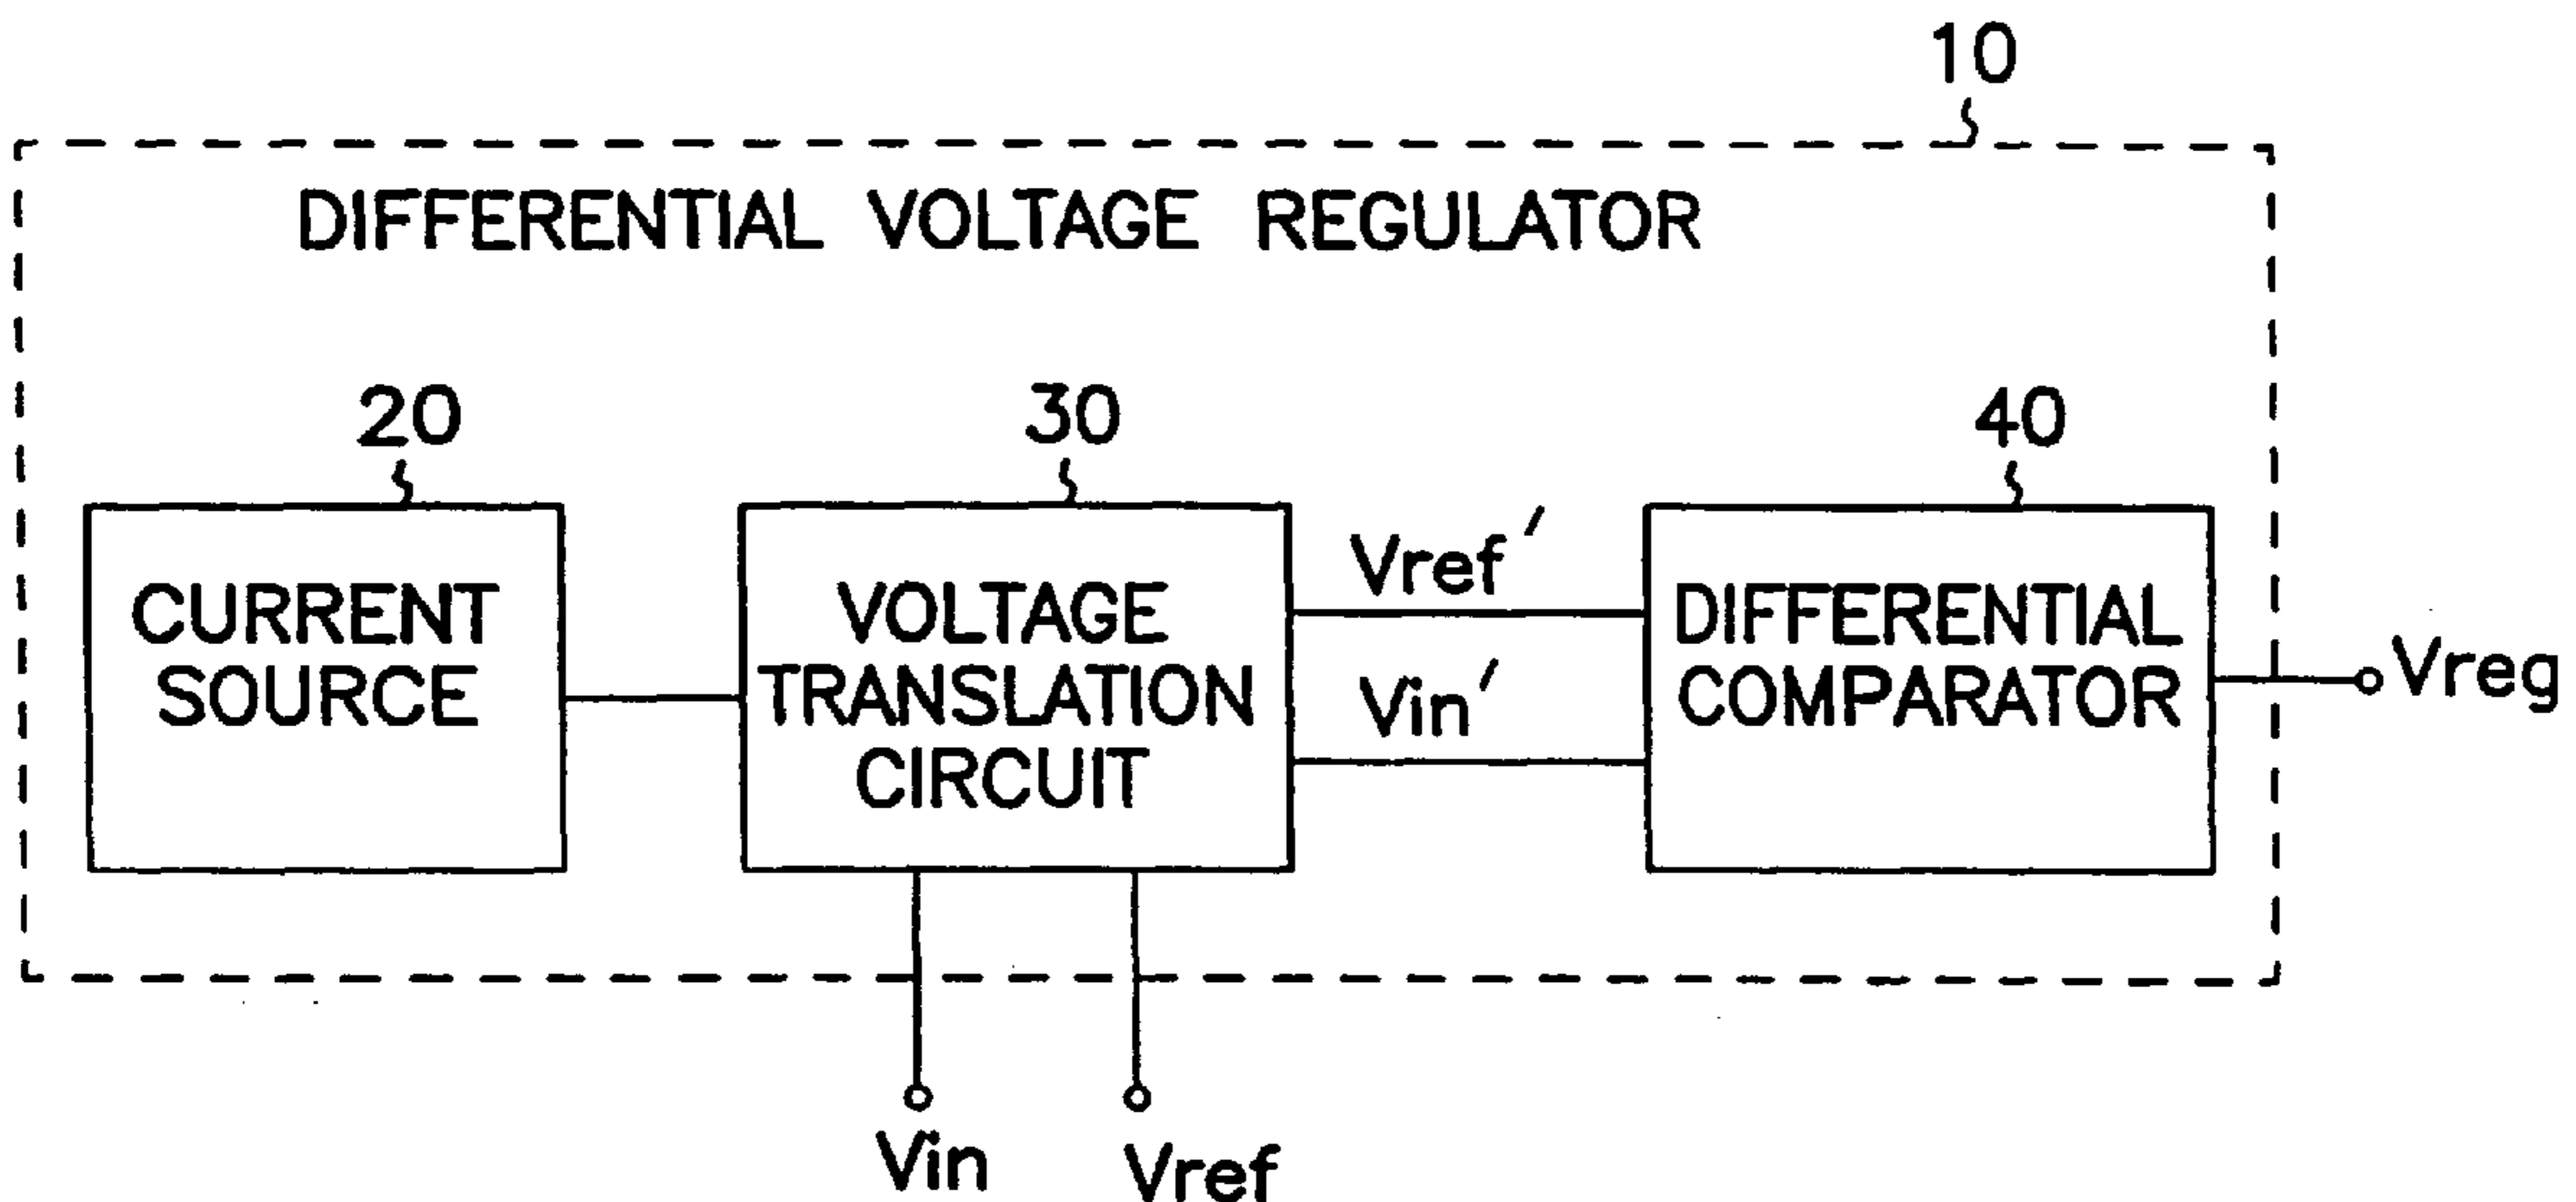 10
DIFFERENTIAL VOLTAGE REGULATOR
20
30
40
CURRENT
SOURCE
VOLTAGE
TRANSLATION
CIRCUIT
Vref′
Vin′
DIFFERENTIAL
COMPARATOR
Vreg
Vin
Vref